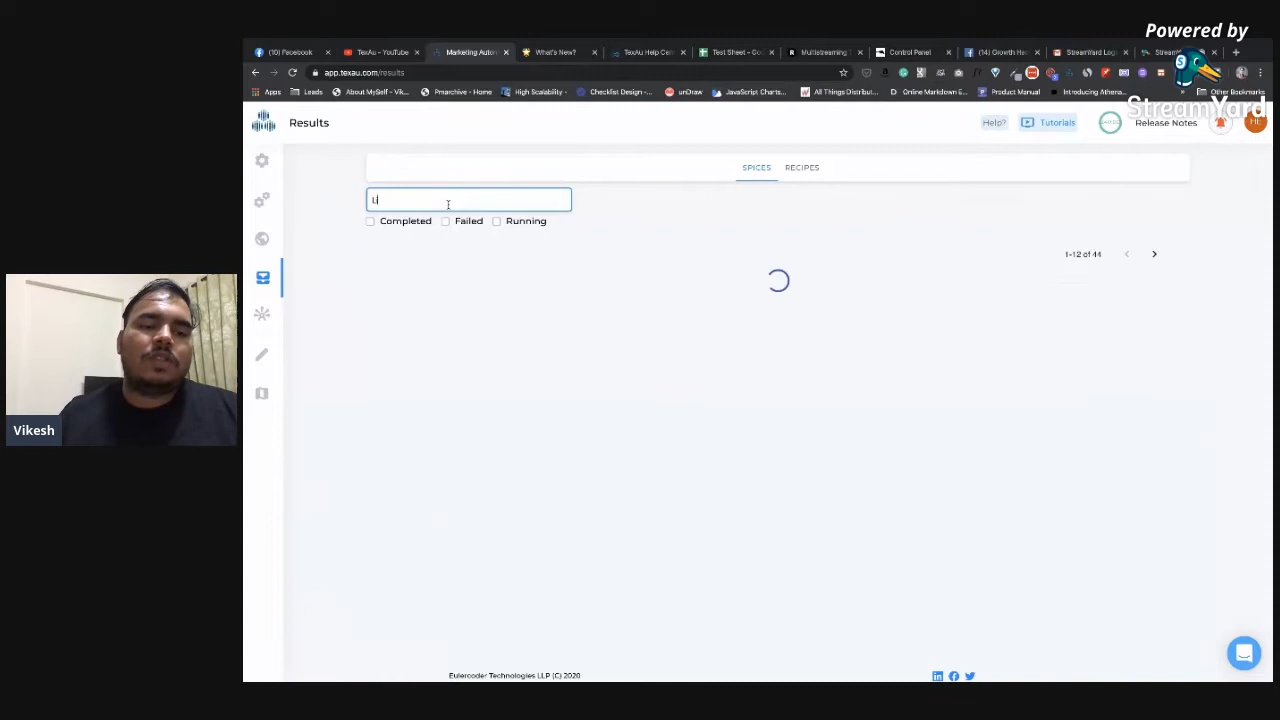 Powered by
StreamYard
(10) Facebook
TexAu - YouTube
Marketing Auton
What's New?
TexAu Help Cen
Test Sheet - Goo
Multistreaming
Control Panel
(14) Growth Ha
StreamYard Log
app.texau.com/results
Apps
Leads
About MySelf - Vik...
Pmarchive - Home
High Scalability -
Checklist Design -...
unDraw
JavaScript Charts...
All Things Distribut...
Online Markdown E...
Product Manual
Introducing Athena...
Other Bookmarks
Results
Help?
Tutorials
Release Notes
HE
SPICES
RECIPES
Completed
Failed
Running
1-12 of 44
Vikesh
Eulercoder Technologies LLP (C) 2020